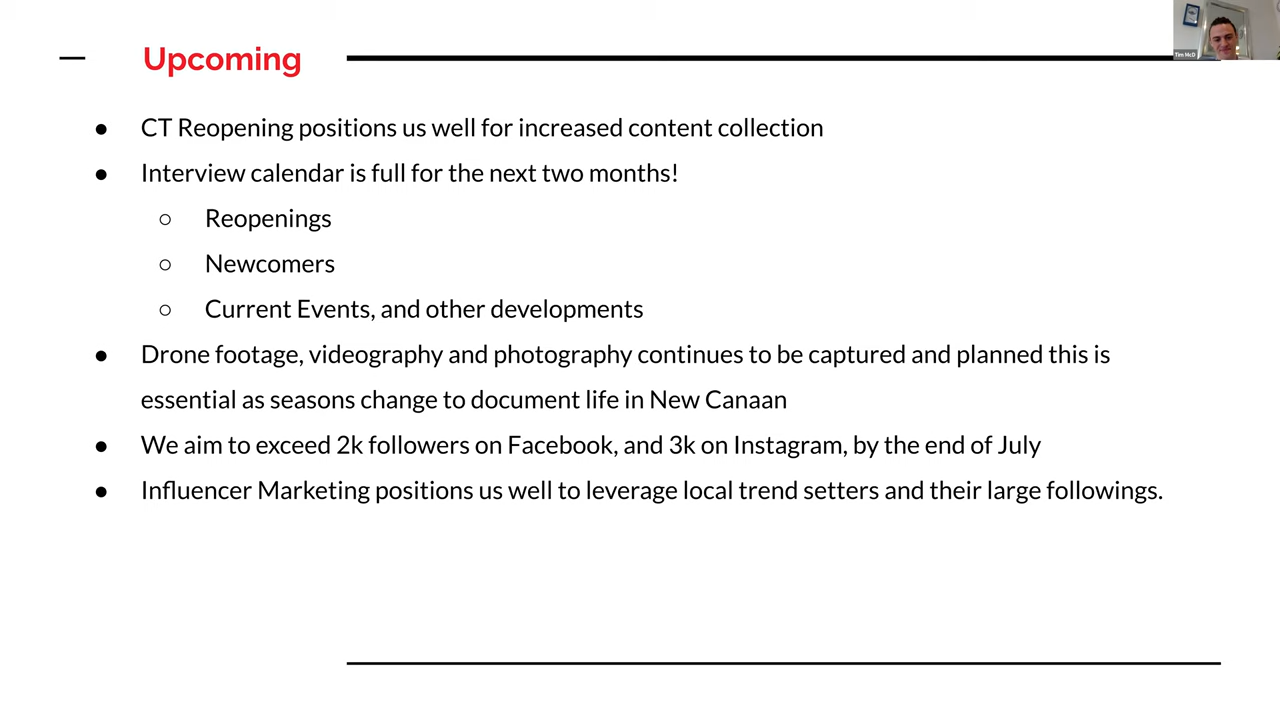 Upcoming
Tim McD
● CT Reopening positions us well for increased content collection
● Interview calendar is full for the next two months!
○ Reopenings
○ Newcomers
○ Current Events, and other developments
● Drone footage, videography and photography continues to be captured and planned this is
essential as seasons change to document life in New Canaan
● We aim to exceed 2k followers on Facebook, and 3k on Instagram, by the end of July
● Influencer Marketing positions us well to leverage local trend setters and their large followings.